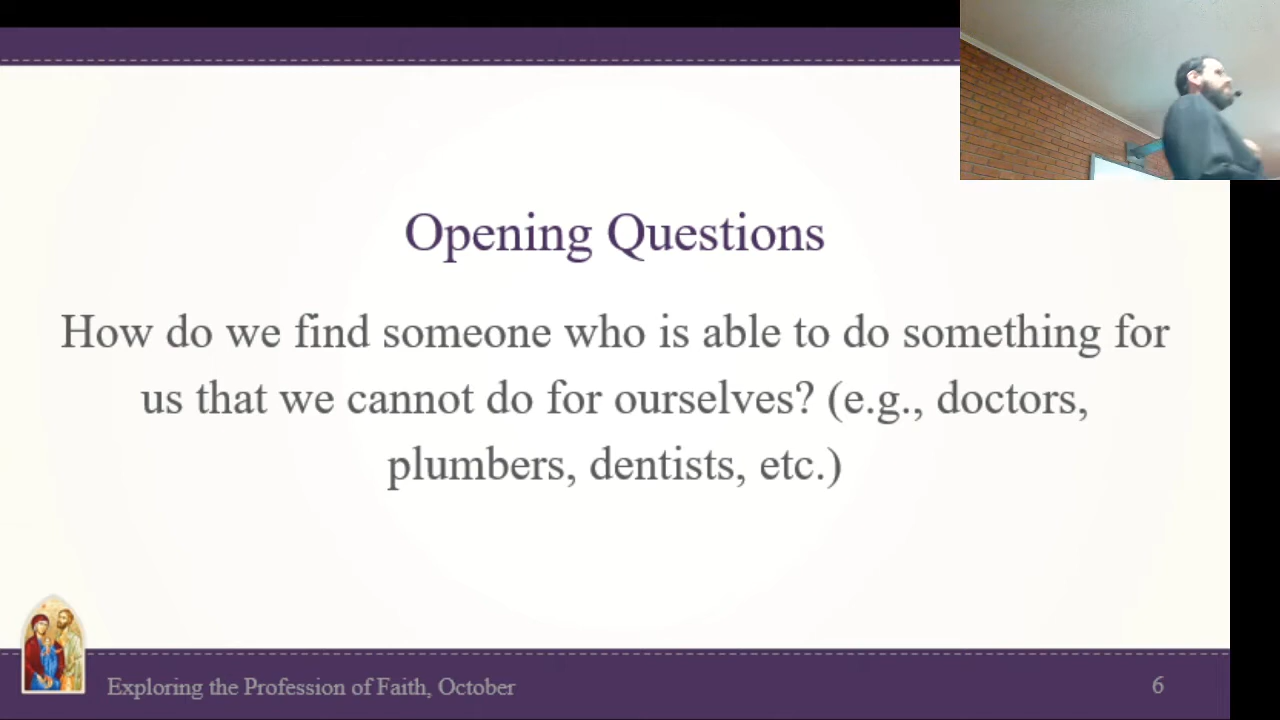 Opening Questions
How do we find someone who is able to do something for
us that we cannot do for ourselves? (e.g., doctors,
plumbers, dentists, etc.)
Exploring the Profession of Faith, October
6